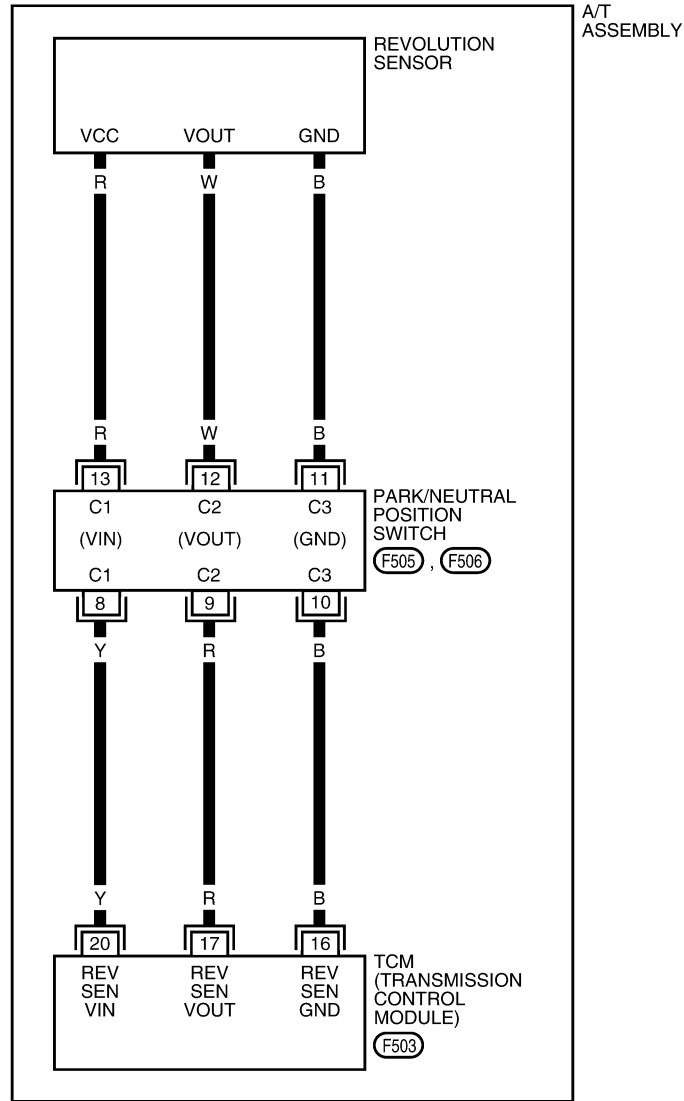 A/T
ASSEMBLY
REVOLUTION
SENSOR
VCC VOUT GND
R W B
R W B
13 12 11
C1 C2 C3
(VIN) (VOUT) (GND)
C1 C2 C3
PARK/NEUTRAL
POSITION
SWITCH
F505 , F506
8 9 10
Y R B
Y R B
20 17 16
REV REV REV
SEN SEN SEN
VIN VOUT GND
TCM
(TRANSMISSION
CONTROL
MODULE)
F503